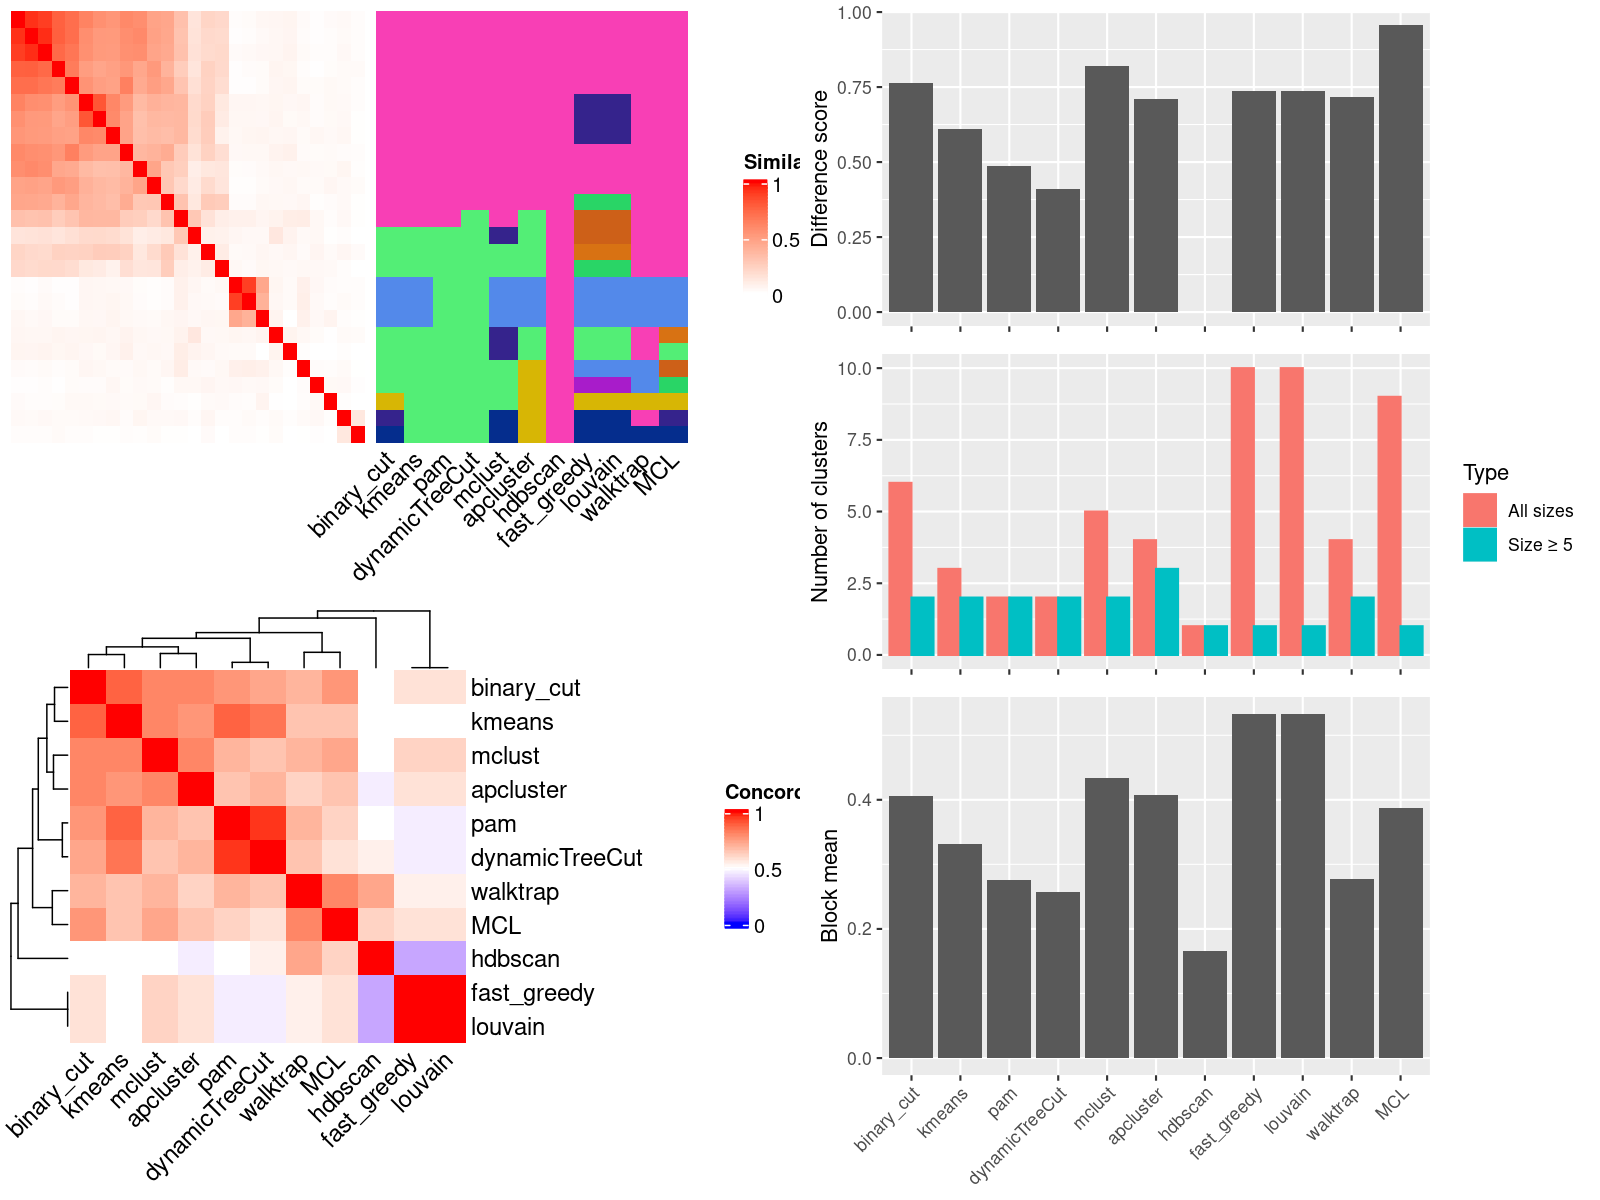 Simila
1
0.5
0
binary_cut
kmeans
pam
dynamicTreeCut
mclust
apcluster
hdbscan
fast_greedy
louvain
walktrap
MCL
binary_cut
kmeans
mclust
apcluster
pam
dynamicTreeCut
walktrap
MCL
hdbscan
fast_greedy
louvain
binary_cut
kmeans
mclust
apcluster
pam
dynamicTreeCut
walktrap
MCL
hdbscan
fast_greedy
louvain
Concord
1
0.5
0
Difference score
1.00
0.75
0.50
0.25
0.00
Number of clusters
10.0
7.5
5.0
2.5
0.0
Type
All sizes
Size ≥ 5
Block mean
0.4
0.2
0.0
binary_cut
kmeans
pam
dynamicTreeCut
mclust
apcluster
hdbscan
fast_greedy
louvain
walktrap
MCL